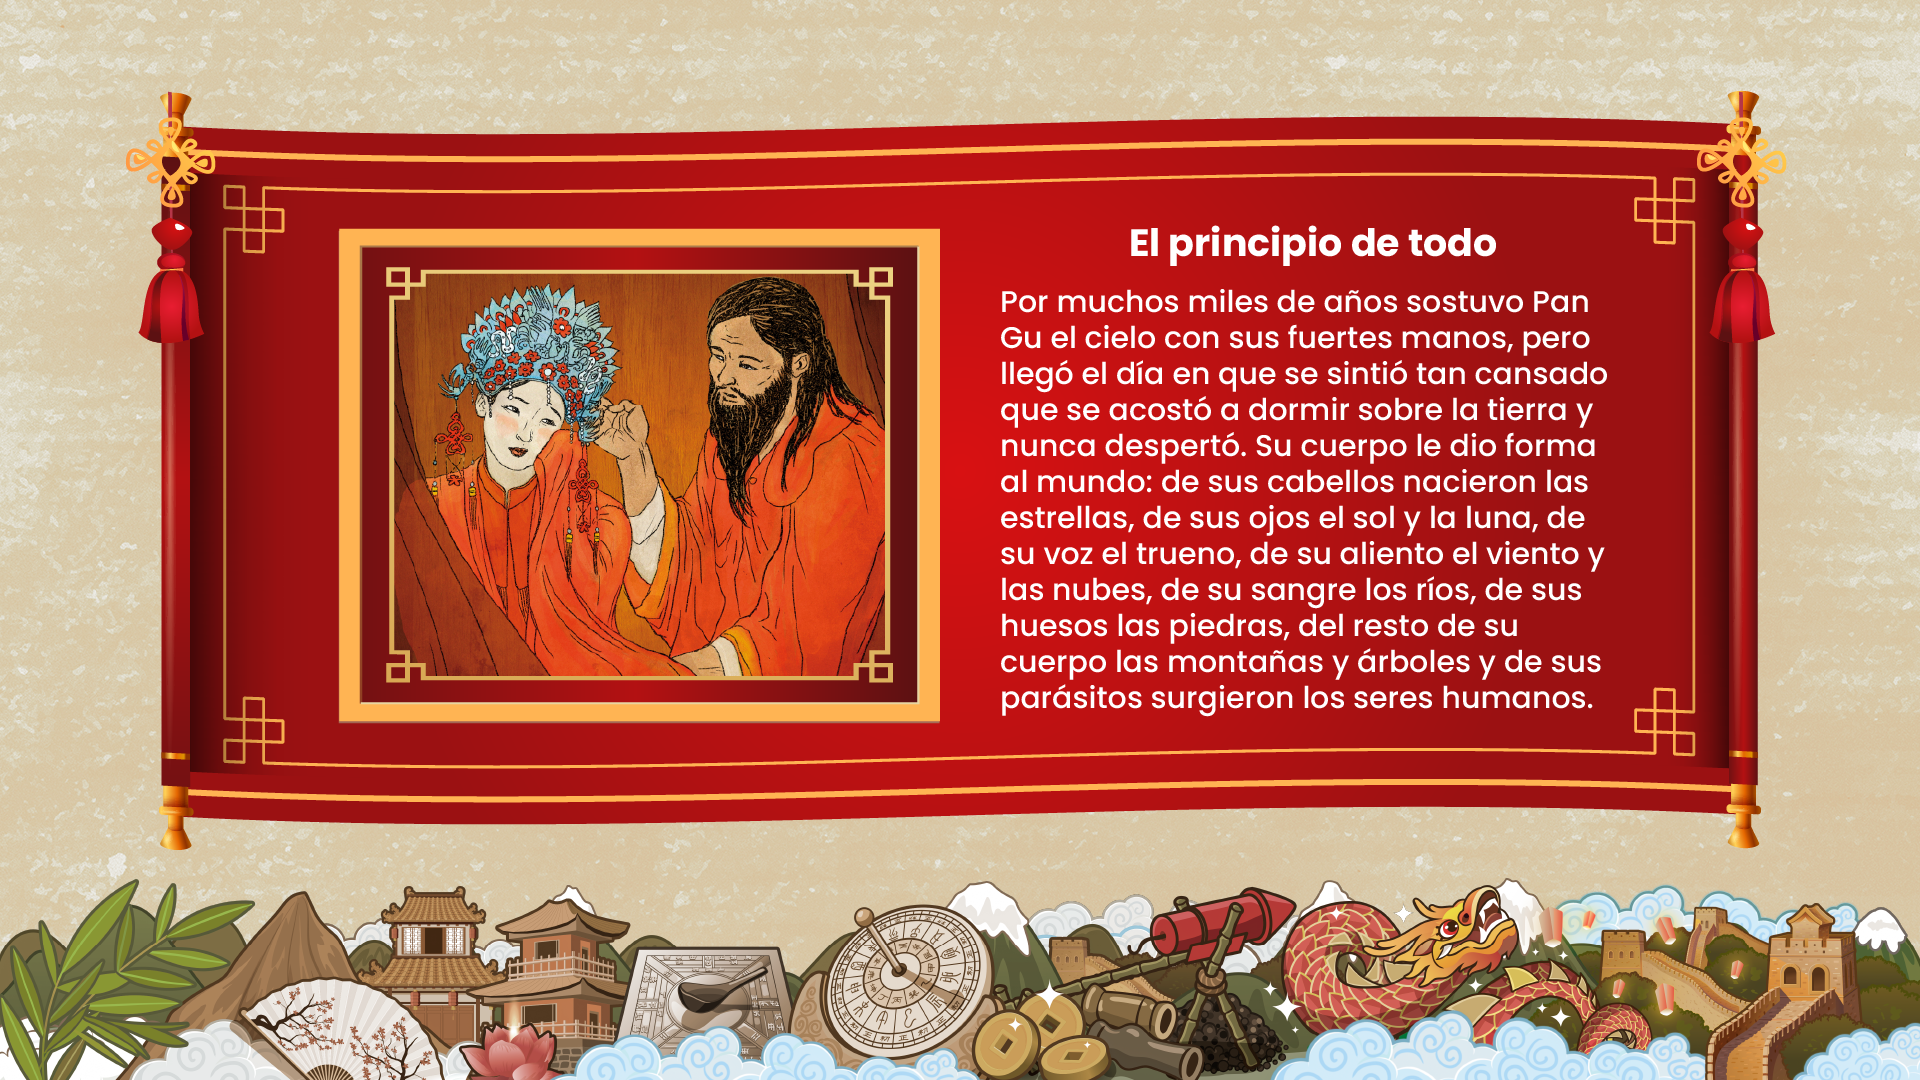 El principio de todo
Por muchos miles de años sostuvo Pan
Gu el cielo con sus fuertes manos, pero
llegó el día en que se sintió tan cansado
que se acostó a dormir sobre la tierra y
nunca despertó. Su cuerpo le dio forma
al mundo: de sus cabellos nacieron las
estrellas, de sus ojos el sol y la luna, de
su voz el trueno, de su aliento el viento y
las nubes, de su sangre los ríos, de sus
huesos las piedras, del resto de su
cuerpo las montañas y árboles y de sus
parásitos surgieron los seres humanos.